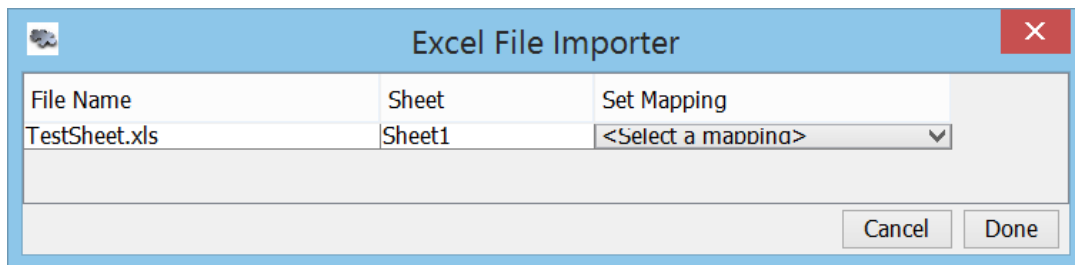 Excel File Importer
File Name Sheet Set Mapping
TestSheet.xls Sheet1 <Select a mapping>
Cancel Done